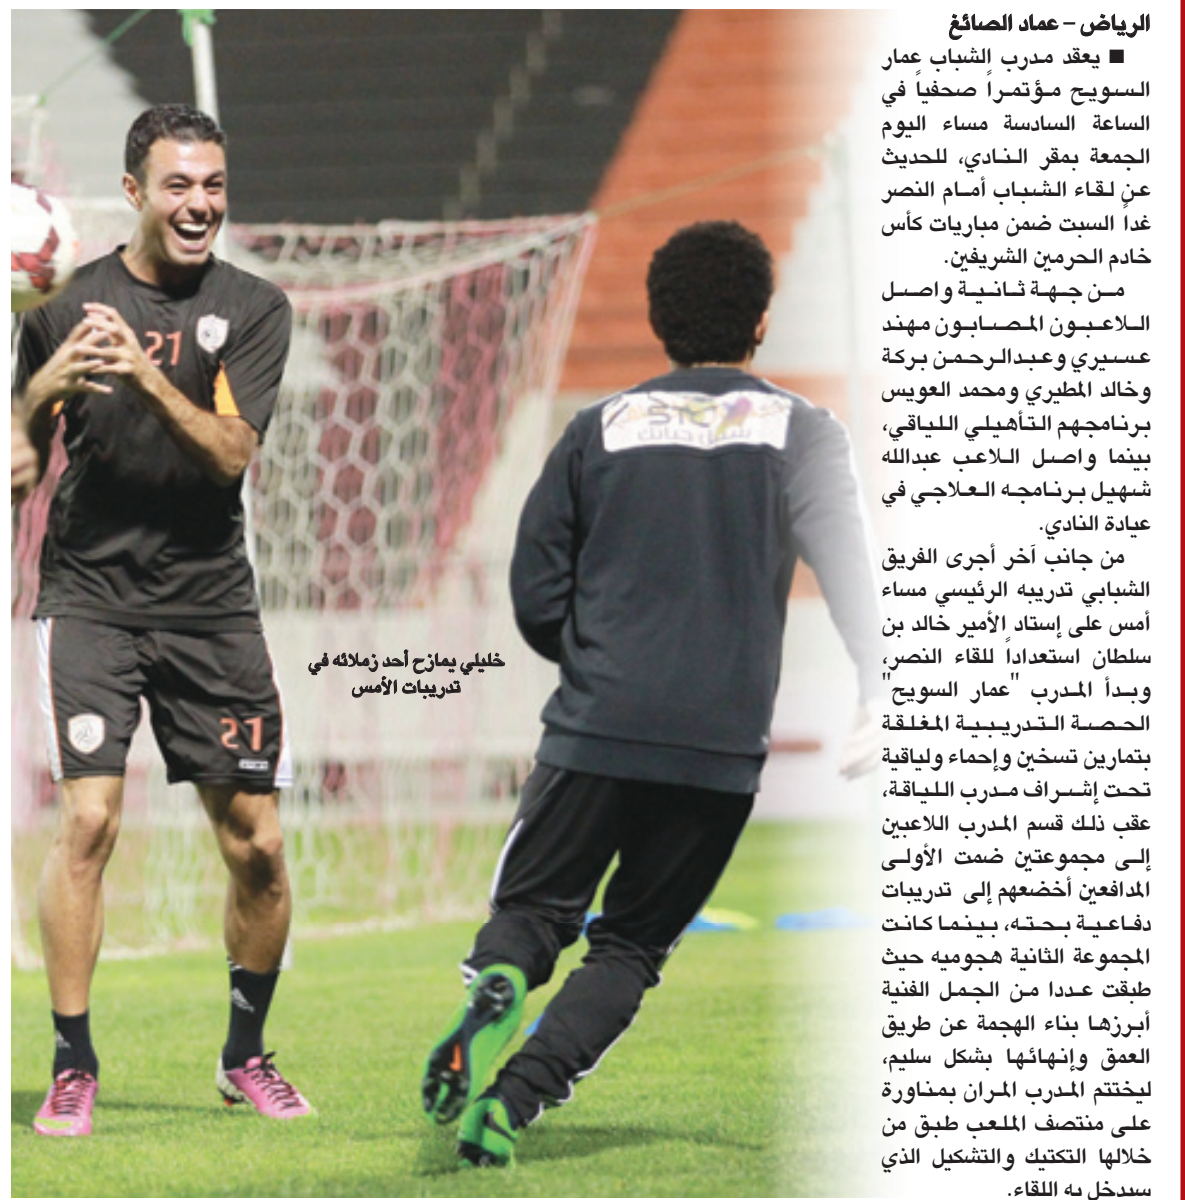 الرياض – عماد الصائغ
■ يعقد مدرب الشباب عمار
السويح مؤتمراً صحفياً في
الساعة السادسة مساء اليوم
الجمعة بمقر النادي، للحديث
عن لقاء الشباب أمام النصر
غداً السبت ضمن مباريات كأس
خادم الحرمين الشريفين.
من جهة ثانية واصل
اللاعبون المصابون مهند
عسيري وعبدالرحمن بركة
وخالد المطيري ومحمد العويس
برنامجهم التأهيلي اللياقي،
بينما واصل اللاعب عبدالله
شهيل برنامجه العلاجي في
عيادة النادي.
من جانب آخر أجرى الفريق
الشبابي تدريبه الرئيسي مساء
أمس على إستاد الأمير خالد بن
سلطان استعداداً للقاء النصر،
وبدأ المدرب "عمار السويح"
الحصة التدريبية المغلقة
بتمارين تسخين وإحماء ولياقية
تحت إشراف مدرب اللياقة،
عقب ذلك قسم المدرب اللاعبين
إلى مجموعتين ضمت الأولى
المدافعين أخضعهم إلى تدريبات
دفاعية بحته، بينما كانت
المجموعة الثانية هجوميه حيث
طبقت عددا من الجمل الفنية
أبرزها بناء الهجمة عن طريق
العمق وإنهائها بشكل سليم،
ليختتم المدرب المران بمناورة
على منتصف الملعب طبق من
خلالها التكتيك والتشكيل الذي
سيدخل به اللقاء.
خليلي يمازح أحد زملائه في
تدريبات الأمس
21
STC
21